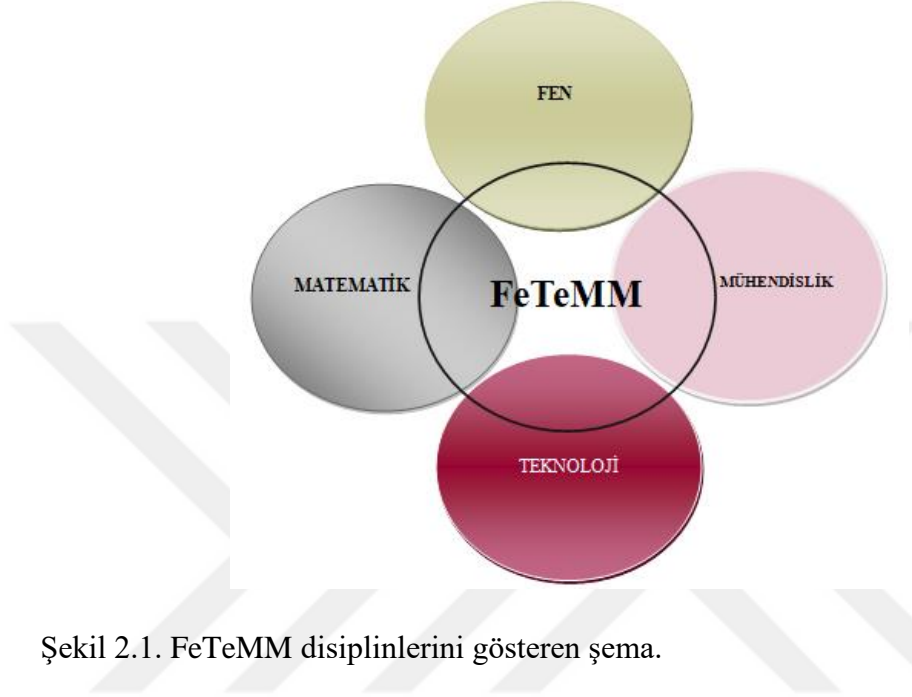 FEN
MATEMATİK
FeTeMM
MÜHENDİSLİK
TEKNOLOJİ
Şekil 2.1. FeTeMM disiplinlerini gösteren şema.